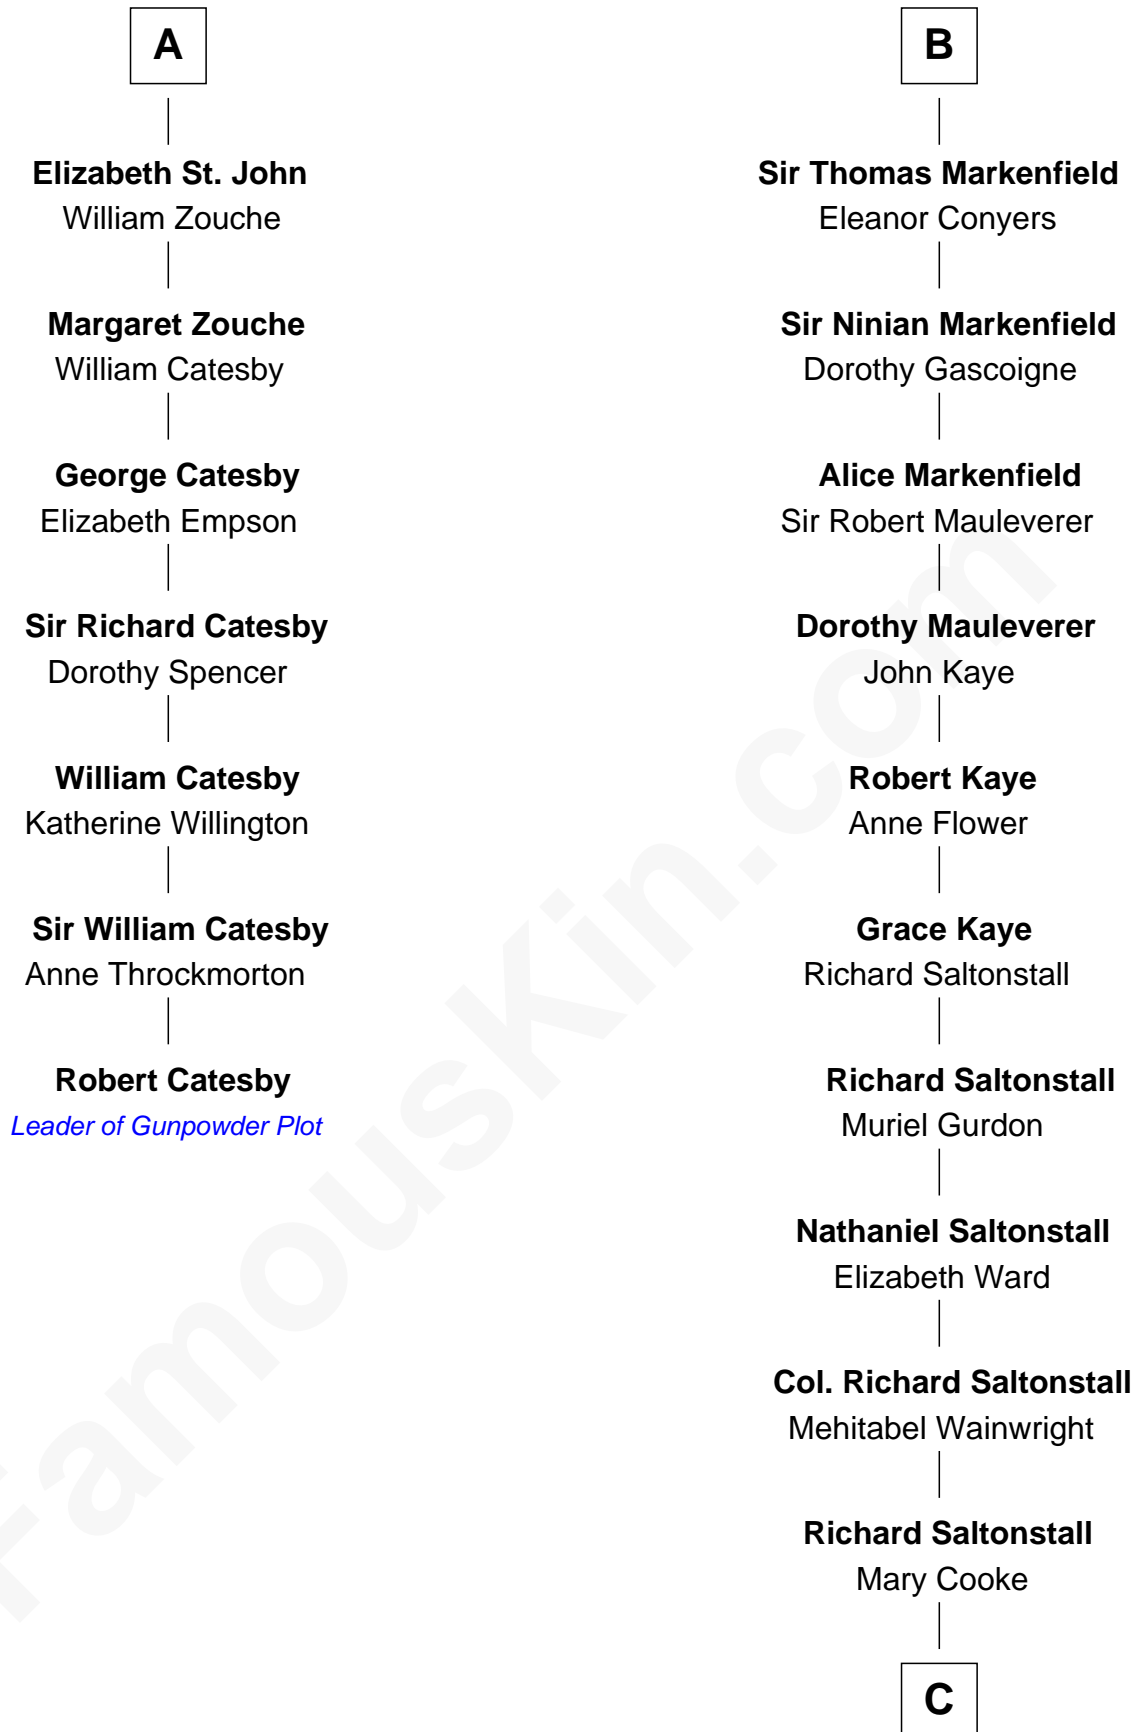 A
Elizabeth St. John
William Zouche
Margaret Zouche
William Catesby
George Catesby
Elizabeth Empson
Sir Richard Catesby
Dorothy Spencer
William Catesby
Katherine Willington
Sir William Catesby
Anne Throckmorton
Robert Catesby
Leader of Gunpowder Plot
B
Sir Thomas Markenfield
Eleanor Conyers
Sir Ninian Markenfield
Dorothy Gascoigne
Alice Markenfield
Sir Robert Mauleverer
Dorothy Mauleverer
John Kaye
Robert Kaye
Anne Flower
Grace Kaye
Richard Saltonstall
Richard Saltonstall
Muriel Gurdon
Nathaniel Saltonstall
Elizabeth Ward
Col. Richard Saltonstall
Mehitabel Wainwright
Richard Saltonstall
Mary Cooke
C
FamousKin.com